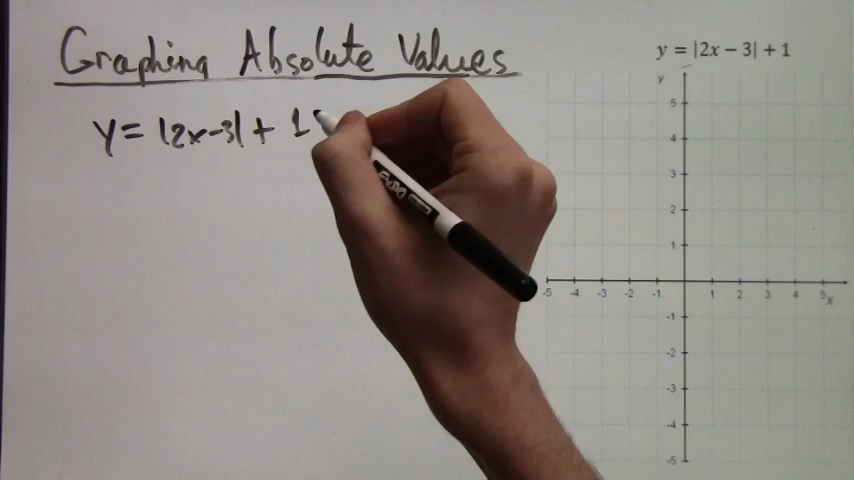 Graphing Absolute Values
y = |2x-3| + 1
y = |2x − 3| + 1
y
5
4
3
2
1
-5 -4 -3 -2 -1 1 2 3 4 5 x
-1
-2
-3
-4
-5
EXPO